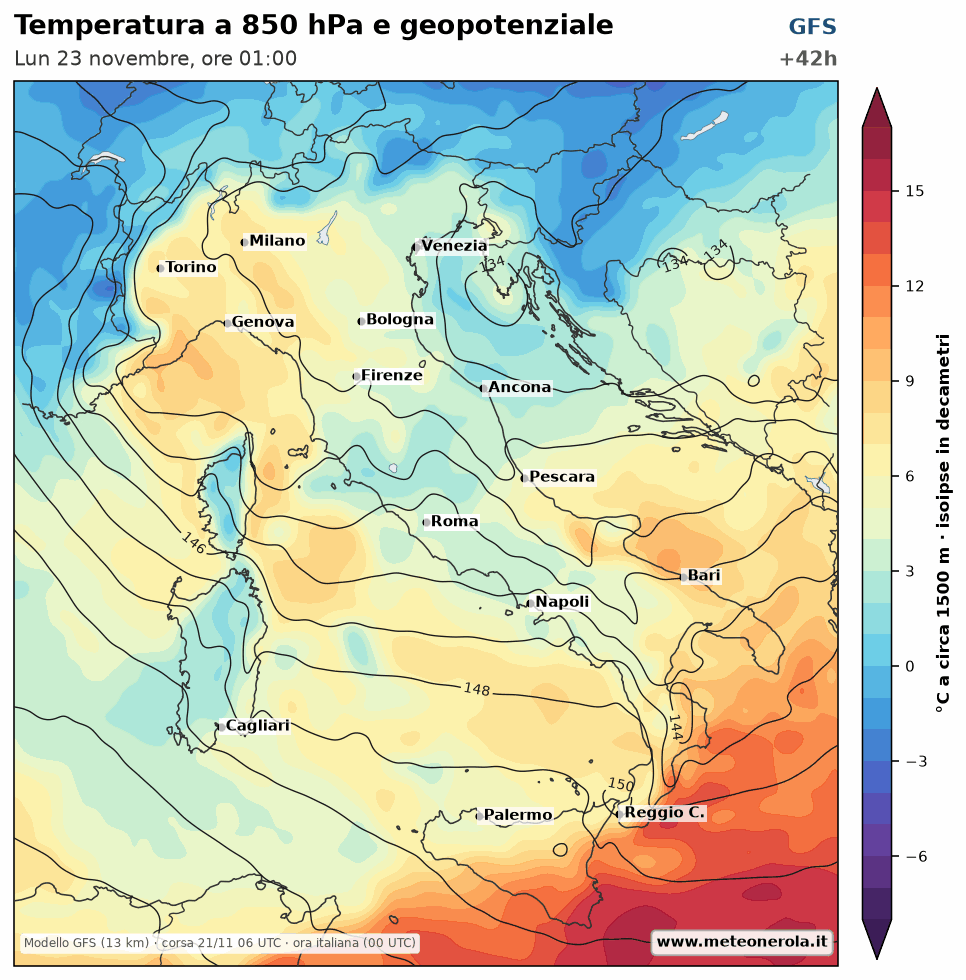 Temperatura a 850 hPa e geopotenziale
GFS
Lun 23 novembre, ore 01:00
+42h
Milano
Venezia
Torino
134
134
134
Genova
Bologna
Firenze
Ancona
Pescara
Roma
146
Bari
Napoli
148
Cagliari
144
150
Palermo
Reggio C.
Modello GFS (13 km) · corsa 21/11 06 UTC · ora italiana (00 UTC)
www.meteonerola.it
15
12
9
6
3
0
−3
−6
°C a circa 1500 m · isoipse in decametri